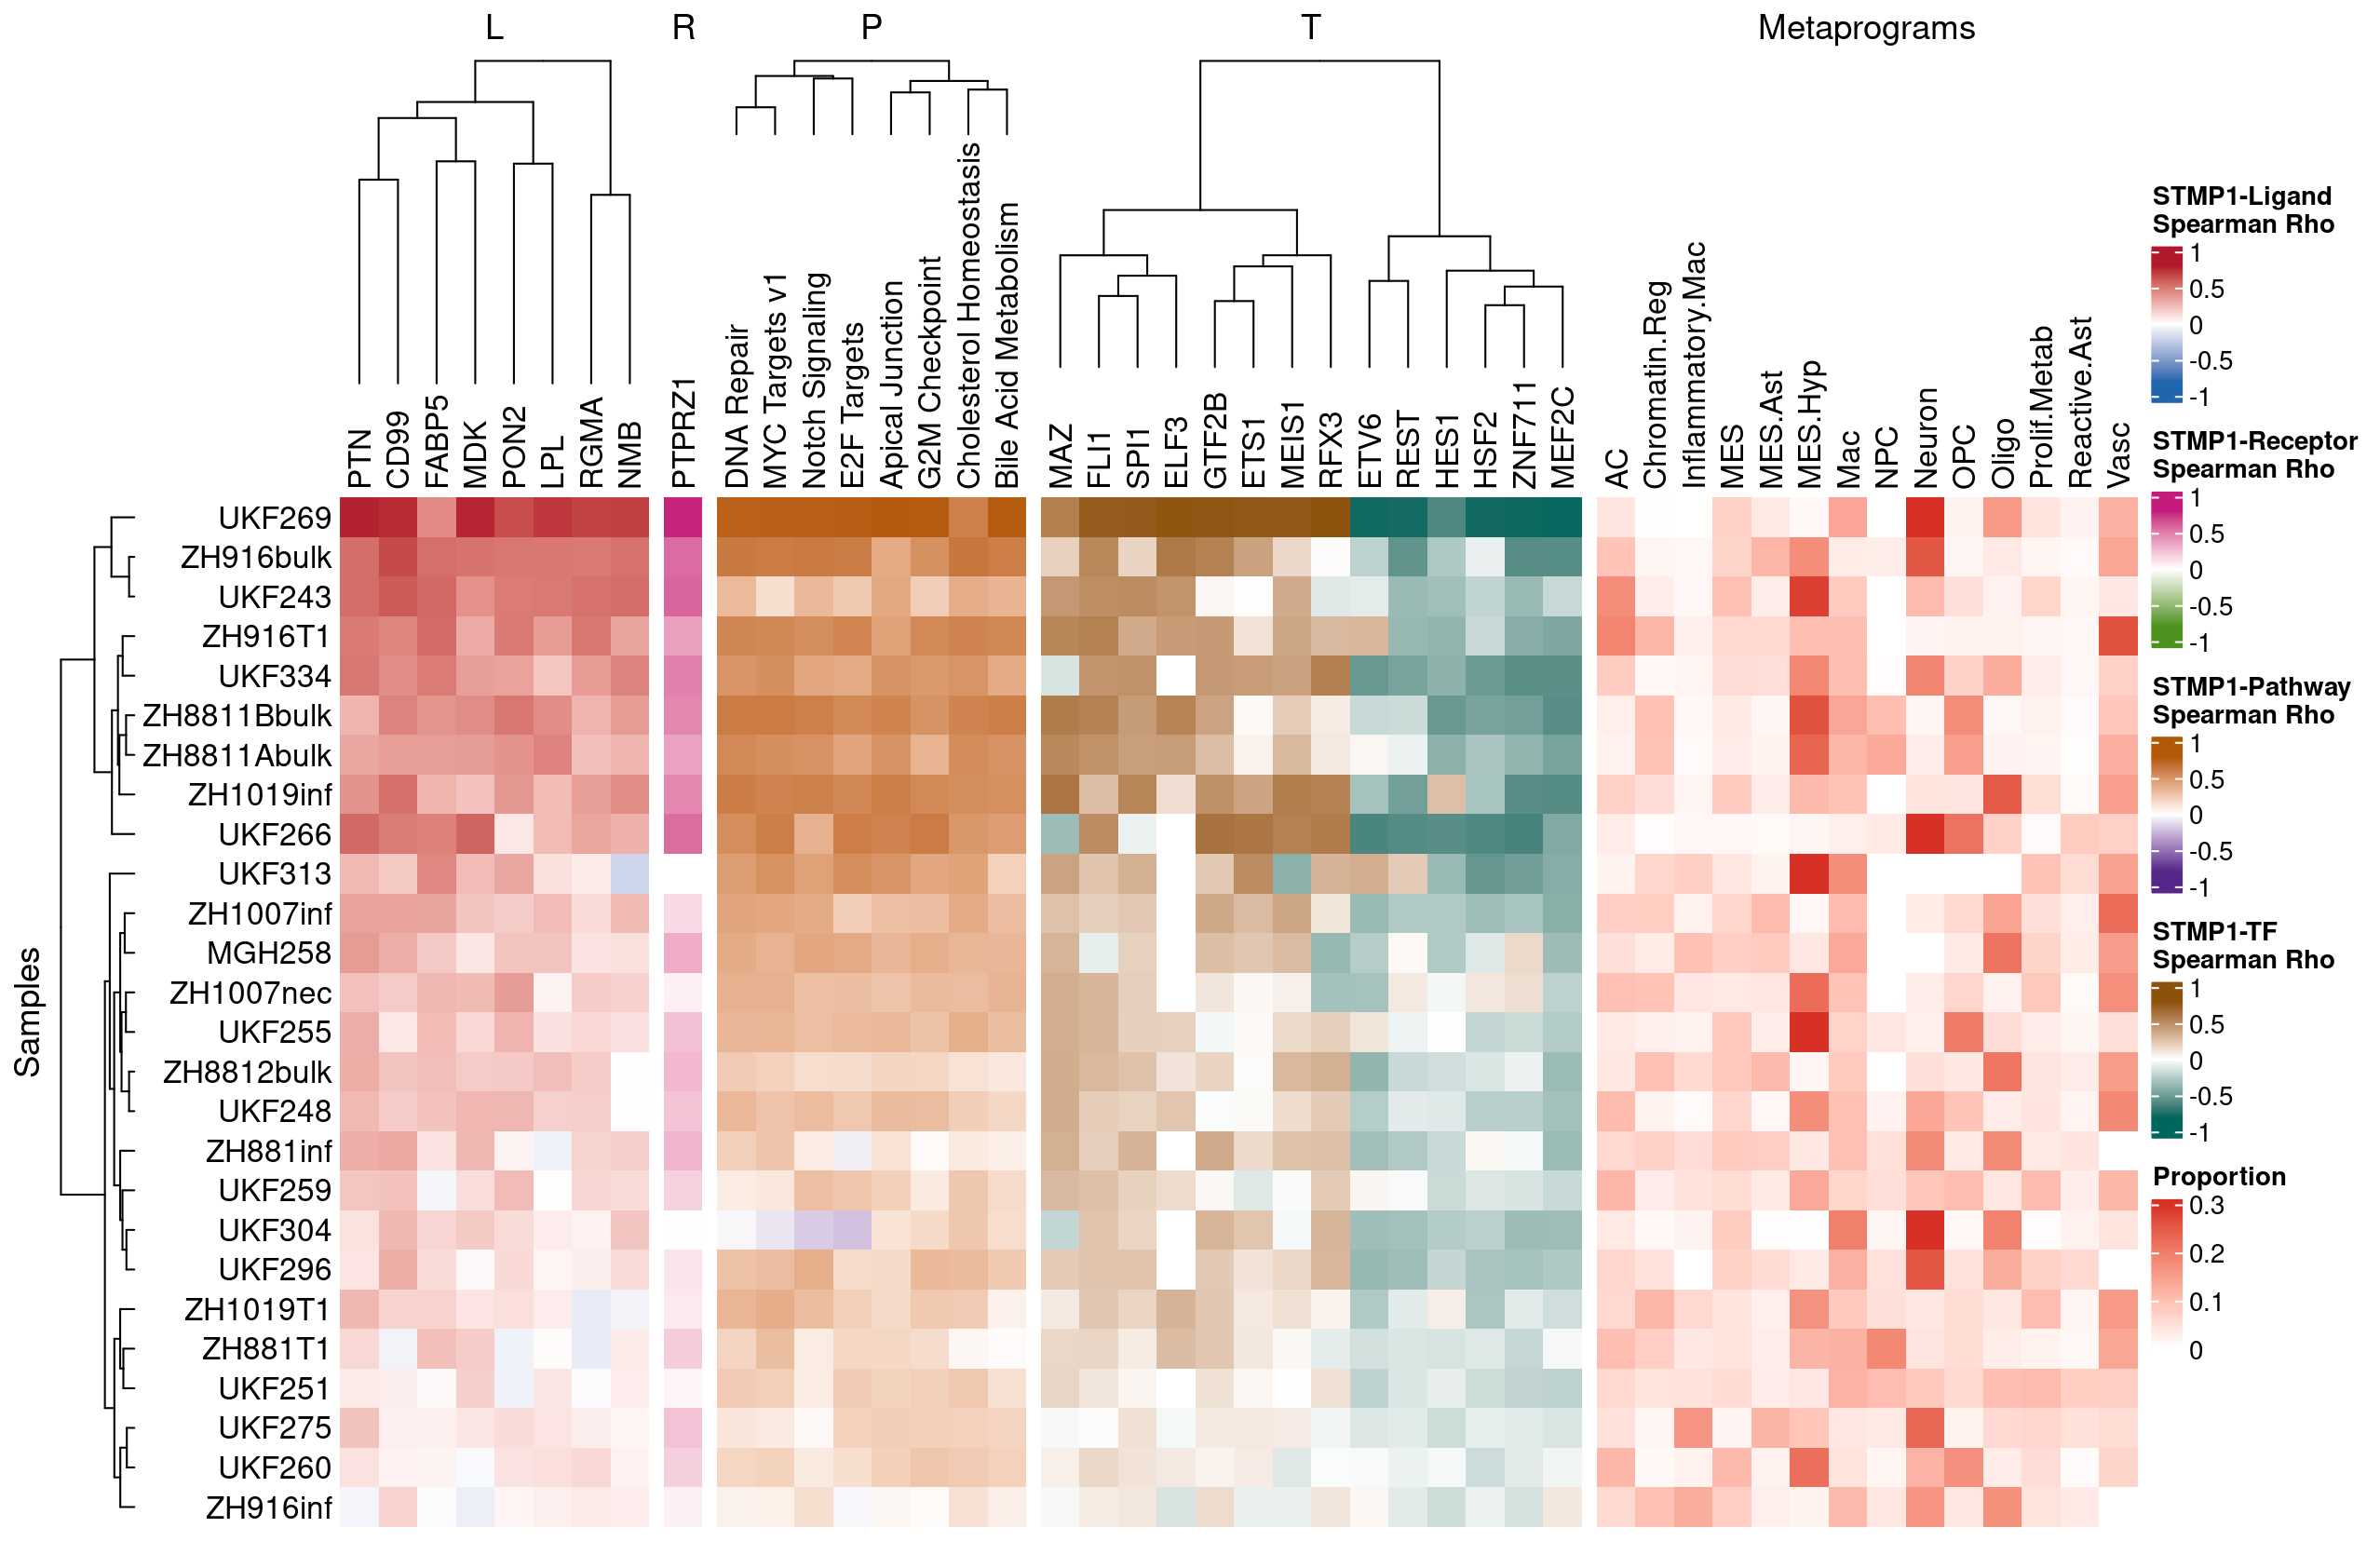 L
R
P
T
Metaprograms
PTN
CD99
FABP5
MDK
PON2
LPL
RGMA
NMB
PTPRZ1
DNA Repair
MYC Targets v1
Notch Signaling
E2F Targets
Apical Junction
G2M Checkpoint
Cholesterol Homeostasis
Bile Acid Metabolism
MAZ
FLI1
SPI1
ELF3
GTF2B
ETS1
MEIS1
RFX3
ETV6
REST
HES1
HSF2
ZNF711
MEF2C
AC
Chromatin.Reg
Inflammatory.Mac
MES
MES.Ast
MES.Hyp
Mac
NPC
Neuron
OPC
Oligo
Prolif.Metab
Reactive.Ast
Vasc
Samples
UKF269
ZH916bulk
UKF243
ZH916T1
UKF334
ZH8811Bbulk
ZH8811Abulk
ZH1019inf
UKF266
UKF313
ZH1007inf
MGH258
ZH1007nec
UKF255
ZH8812bulk
UKF248
ZH881inf
UKF259
UKF304
UKF296
ZH1019T1
ZH881T1
UKF251
UKF275
UKF260
ZH916inf
STMP1-Ligand
Spearman Rho
1
0.5
0
-0.5
-1
STMP1-Receptor
Spearman Rho
1
0.5
0
-0.5
-1
STMP1-Pathway
Spearman Rho
1
0.5
0
-0.5
-1
STMP1-TF
Spearman Rho
1
0.5
0
-0.5
-1
Proportion
0.3
0.2
0.1
0